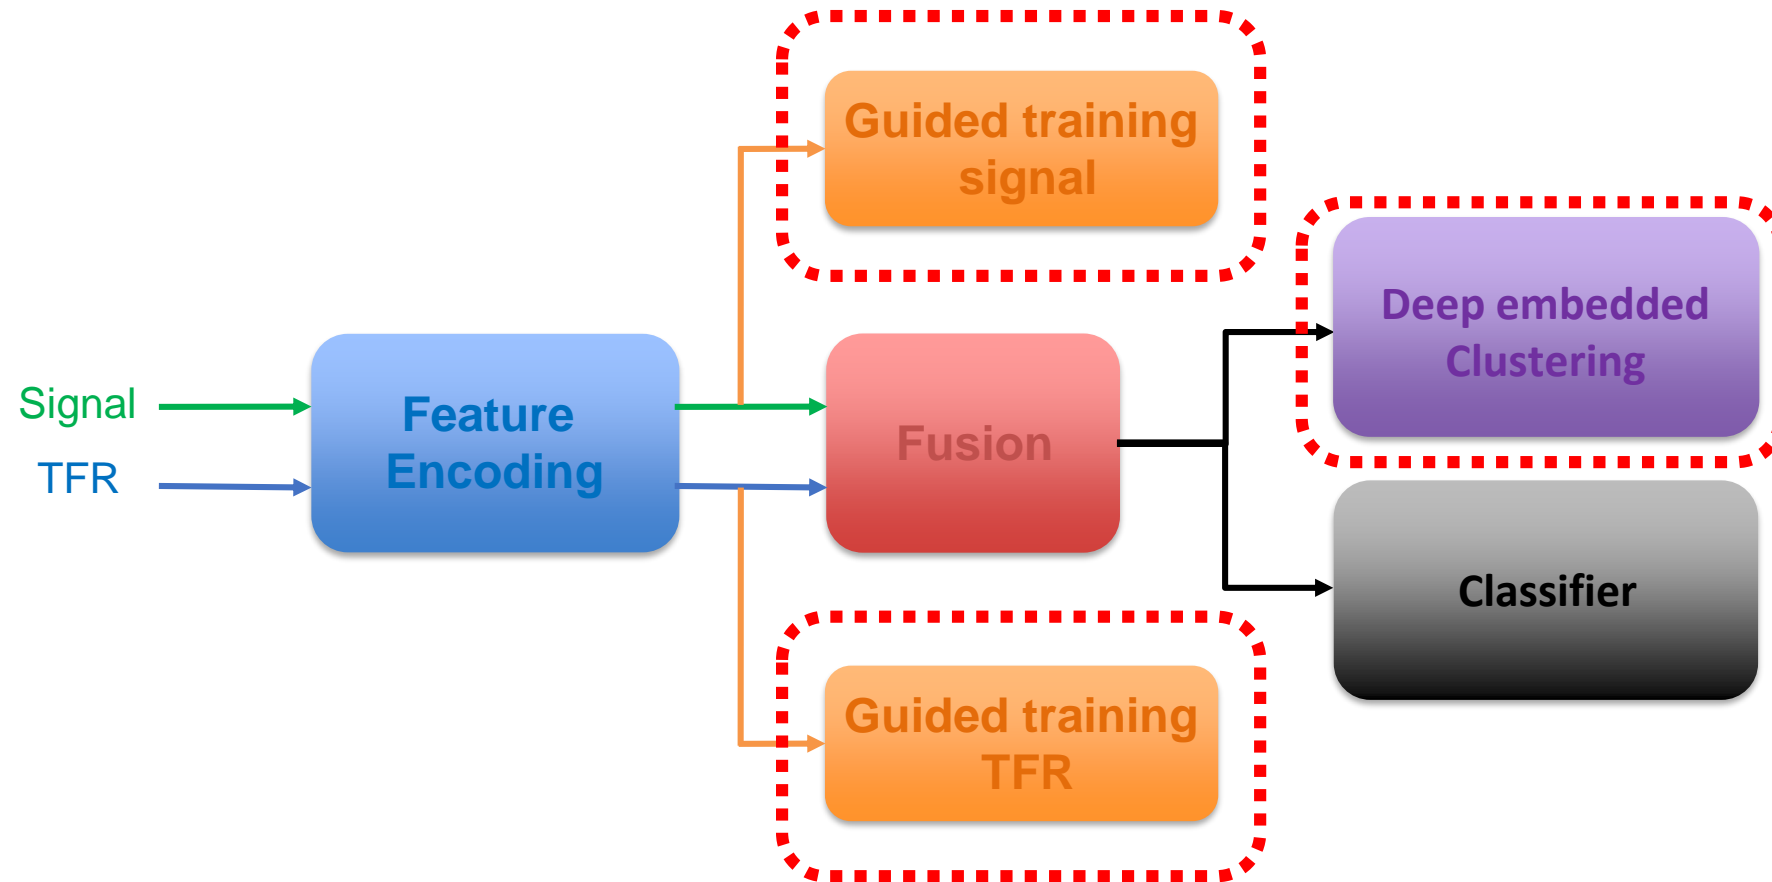 Guided training
signal
Deep embedded
Clustering
Signal
TFR
Feature
Encoding
Fusion
Classifier
Guided training
TFR